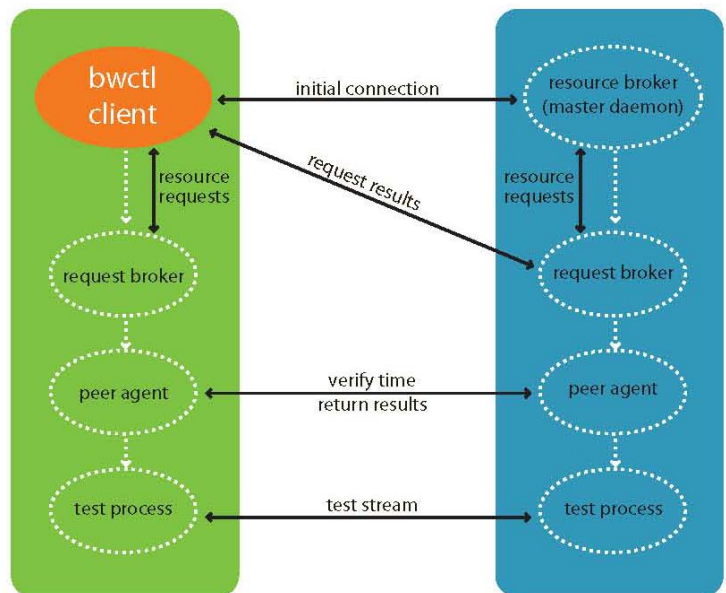 bwctl
client
initial connection
resource broker
(master daemon)
resource
requests
request results
resource
requests
request broker
request broker
peer agent
verify time
return results
peer agent
test process
test stream
test process